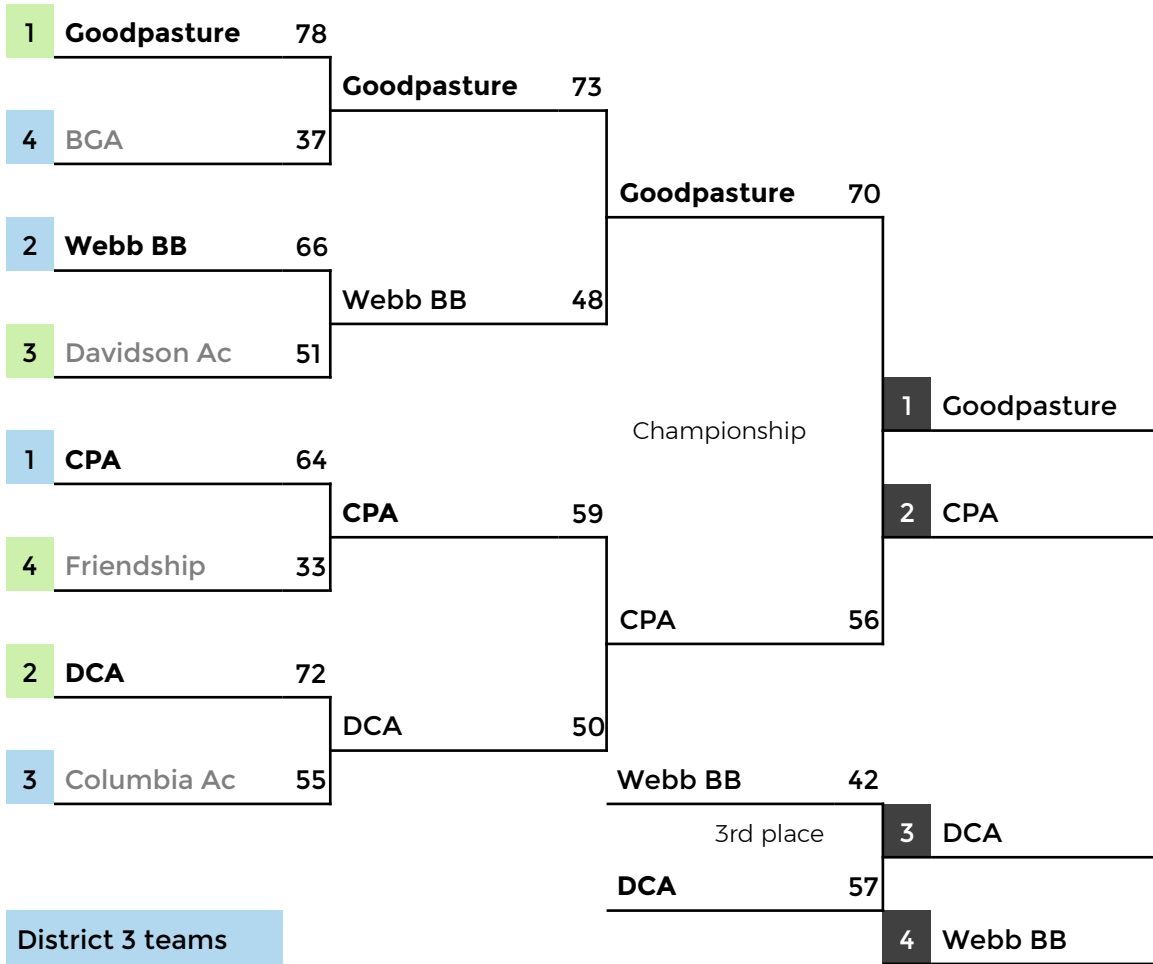 1 Goodpasture 78
Goodpasture 73
4 BGA 37
Goodpasture 70
2 Webb BB 66
Webb BB 48
3 Davidson Ac 51
1 Goodpasture
Championship
1 CPA 64
CPA 59
2 CPA
4 Friendship 33
CPA 56
2 DCA 72
DCA 50
3 Columbia Ac 55
Webb BB 42
3rd place
3 DCA
DCA 57
District 3 teams
4 Webb BB